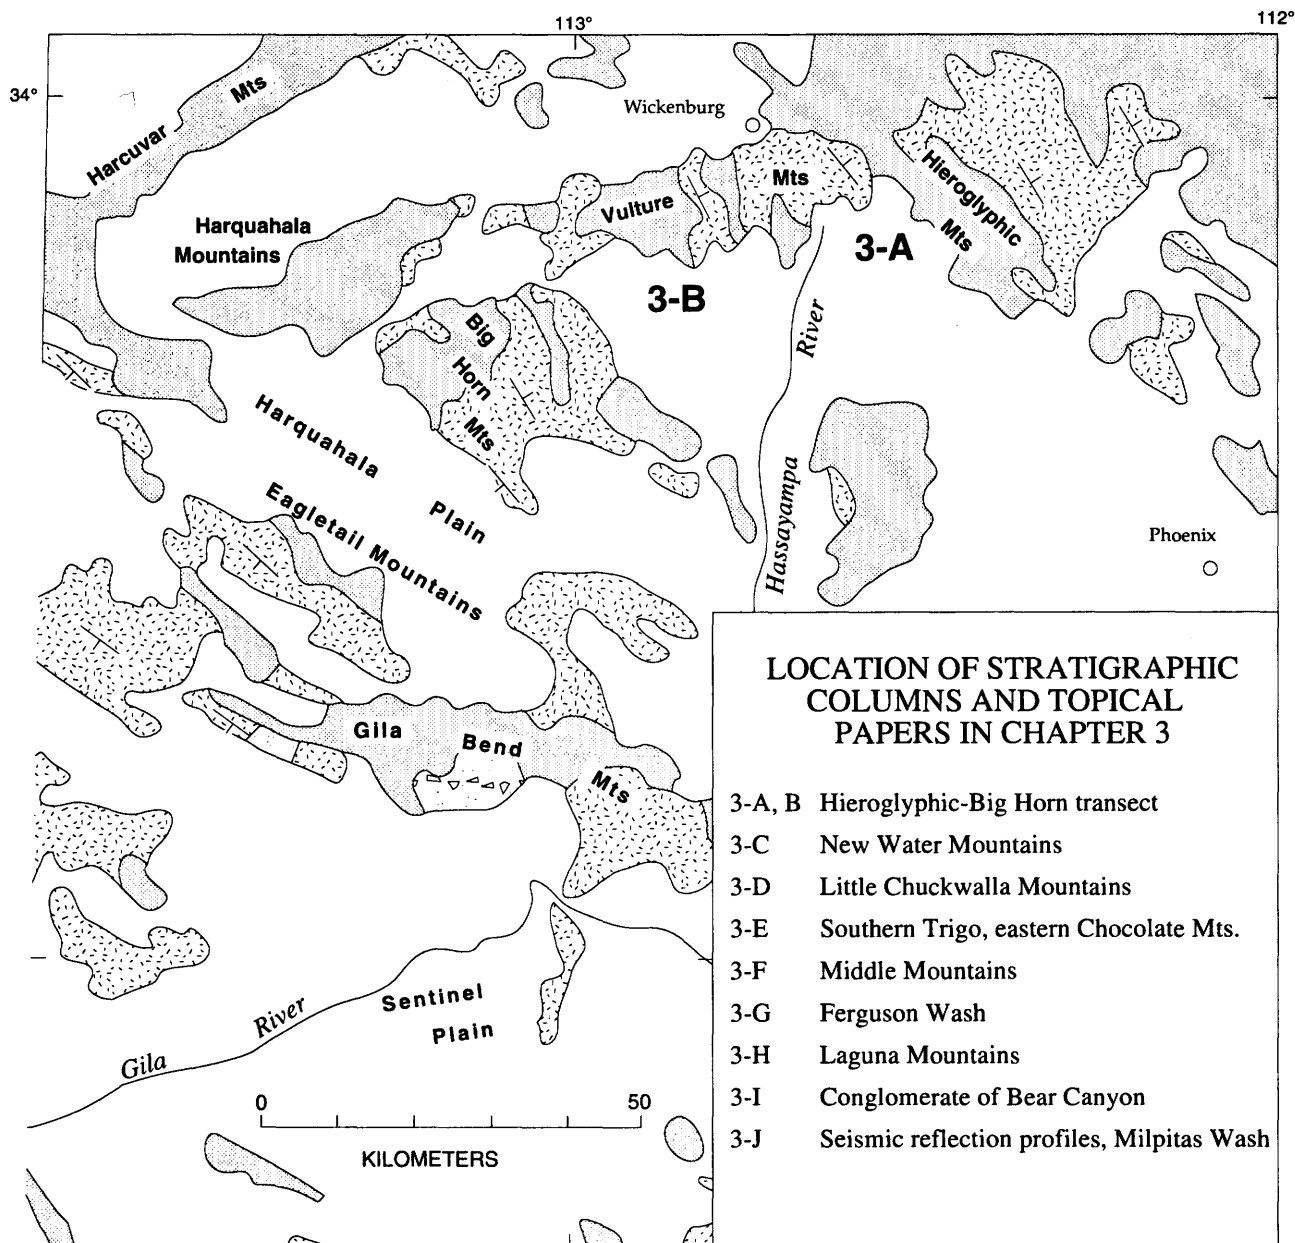 113°
112°
34°
Wickenburg
Harcuvar Mts
Harquahala
Mountains
Vulture Mts
Hieroglyphic
Mts
3-A
3-B
Big
Horn
Mts
River
Hassayampa
Harquahala
Plain
Eagletail Mountains
Phoenix
Gila Bend Mts
LOCATION OF STRATIGRAPHIC
COLUMNS AND TOPICAL
PAPERS IN CHAPTER 3
3-A, B Hieroglyphic-Big Horn transect
3-C New Water Mountains
3-D Little Chuckwalla Mountains
3-E Southern Trigo, eastern Chocolate Mts.
3-F Middle Mountains
3-G Ferguson Wash
3-H Laguna Mountains
3-I Conglomerate of Bear Canyon
3-J Seismic reflection profiles, Milpitas Wash
Sentinel
Plain
Gila River
0 50
KILOMETERS